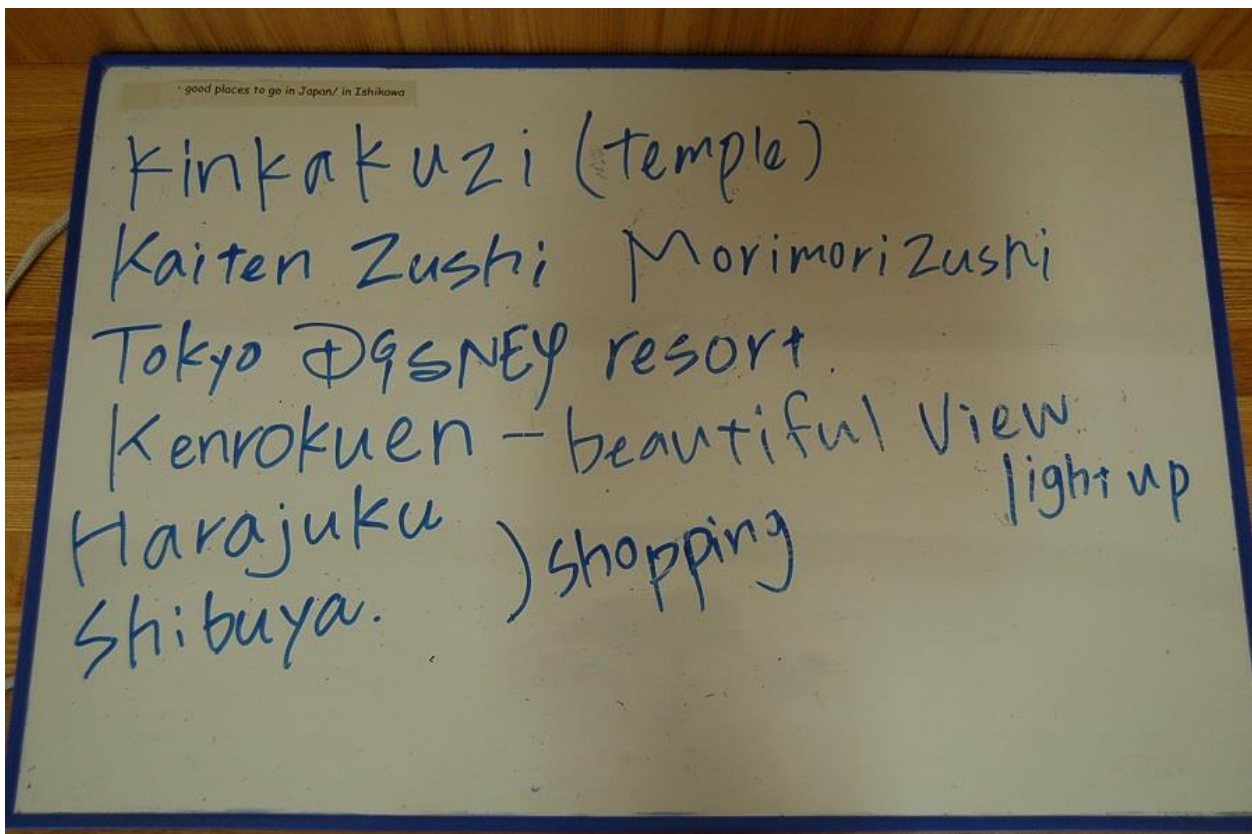 · good places to go in Japan/ in Ishikawa
Kinkakuzi (temple)
Kaiten Zushi Morimori Zushi
Tokyo DisNEY resort.
Kenrokuen - beautiful View
light up
Harajuku
Shibuya. ) shopping